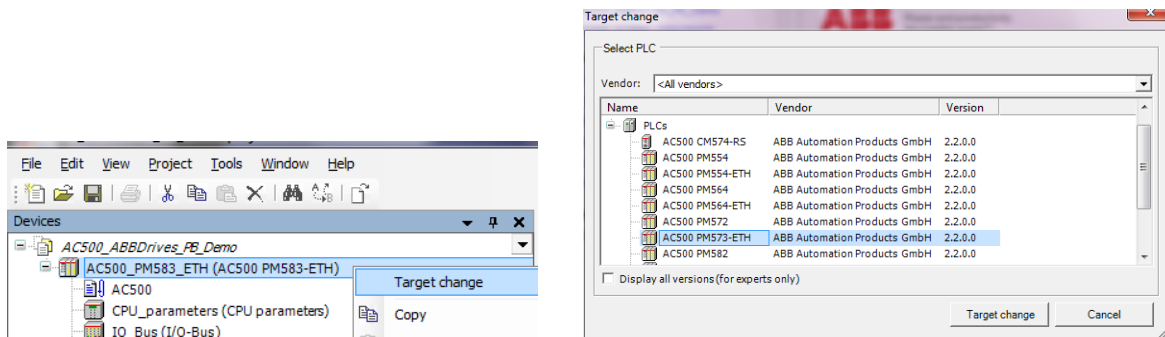 File Edit View Project Tools Window Help
Devices
AC500_ABBDrives_PB_Demo
AC500_PM583_ETH (AC500 PM583-ETH)
AC500
CPU_parameters (CPU parameters)
IO_Bus (I/O-Bus)
Target change
Copy
Target change
ABB
Select PLC
Vendor: <All vendors>
Name Vendor Version
PLCs
AC500 CM574-RS ABB Automation Products GmbH 2.2.0.0
AC500 PM554 ABB Automation Products GmbH 2.2.0.0
AC500 PM554-ETH ABB Automation Products GmbH 2.2.0.0
AC500 PM564 ABB Automation Products GmbH 2.2.0.0
AC500 PM564-ETH ABB Automation Products GmbH 2.2.0.0
AC500 PM572 ABB Automation Products GmbH 2.2.0.0
AC500 PM573-ETH ABB Automation Products GmbH 2.2.0.0
AC500 PM582 ABB Automation Products GmbH 2.2.0.0
Display all versions (for experts only)
Target change Cancel